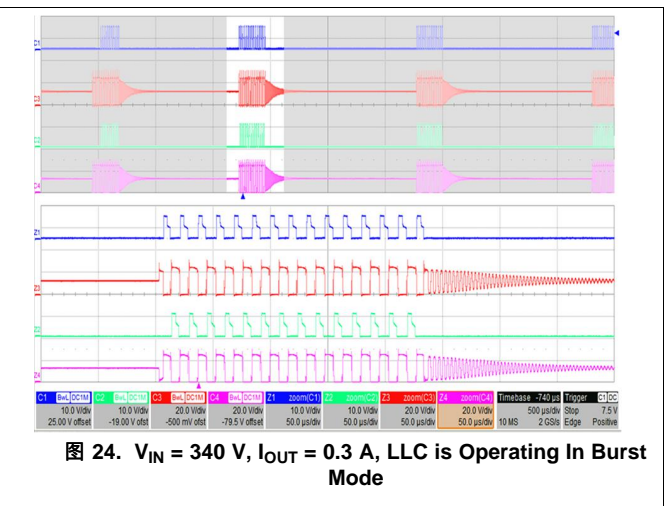 C1
C3
C2
C4
Z1
Z3
Z2
Z4
C1 BwL DC1M C2 BwL DC1M C3 BwL DC1M C4 BwL DC1M Z1 zoom(C1) Z2 zoom(C2) Z3 zoom(C3) Z4 zoom(C4) Timebase -740 µs Trigger C1 DC
10.0 V/div 10.0 V/div 20.0 V/div 20.0 V/div 10.0 V/div 10.0 V/div 20.0 V/div 20.0 V/div 500 µs/div Stop 7.5 V
25.00 V offset -19.00 V ofst -500 mV ofst -79.5 V offset 50.0 µs/div 50.0 µs/div 50.0 µs/div 50.0 µs/div 10 MS 2 GS/s Edge Positive
图 24. VIN = 340 V, IOUT = 0.3 A, LLC is Operating In Burst
Mode